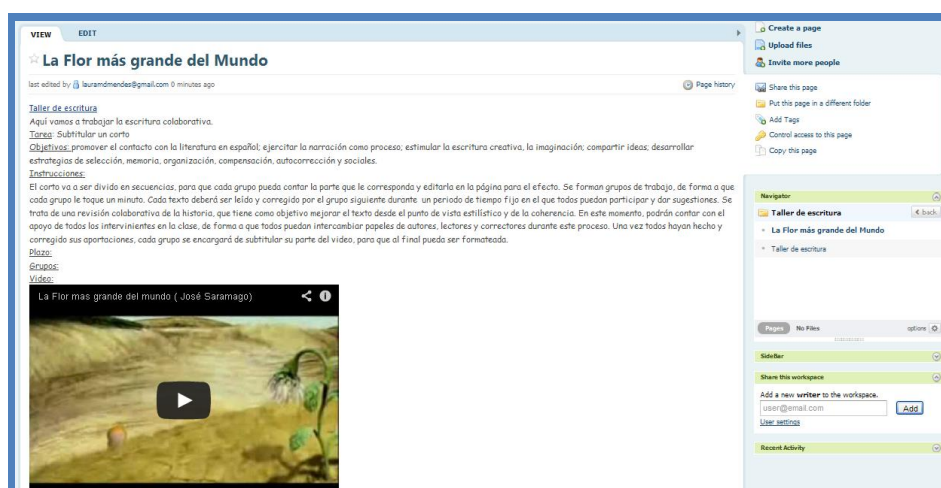 VIEW EDIT
La Flor más grande del Mundo
last edited by lauramdmendes@gmail.com 0 minutes ago
Page history
Taller de escritura
Aquí vamos a trabajar la escritura colaborativa.
Tarea: Subtitular un corto
Objetivos: promover el contacto con la literatura en español; ejercitar la narración como proceso; estimular la escritura creativa, la imaginación; compartir ideas; desarrollar
estrategias de selección, memoria, organización, compensación, autocorrección y sociales.
Instrucciones:
El corto va a ser divido en secuencias, para que cada grupo pueda contar la parte que le corresponda y editarla en la página para el efecto. Se forman grupos de trabajo, de forma a que
cada grupo le toque un minuto. Cada texto deberá ser leído y corregido por el grupo siguiente durante un periodo de tiempo fijo en el que todos puedan participar y dar sugestiones. Se
trata de una revisión colaborativa de la historia, que tiene como objetivo mejorar el texto desde el punto de vista estilístico y de la coherencia. En este momento, podrán contar con el
apoyo de todos los intervinientes en la clase, de forma a que todos puedan intercambiar papeles de autores, lectores y correctores durante este proceso. Una vez todos hayan hecho y
corregido sus aportaciones, cada grupo se encargará de subtitular su parte del video, para que al final pueda ser formateada.
Plazo:
Grupos:
Video:
La Flor mas grande del mundo ( José Saramago)
Create a page
Upload files
Invite more people
Share this page
Put this page in a different folder
Add Tags
Control access to this page
Copy this page
Navigator
Taller de escritura
back
La Flor más grande del Mundo
Taller de escritura
Pages No Files options
SideBar
Share this workspace
Add a new writer to the workspace.
user@email.com Add
User settings
Recent Activity